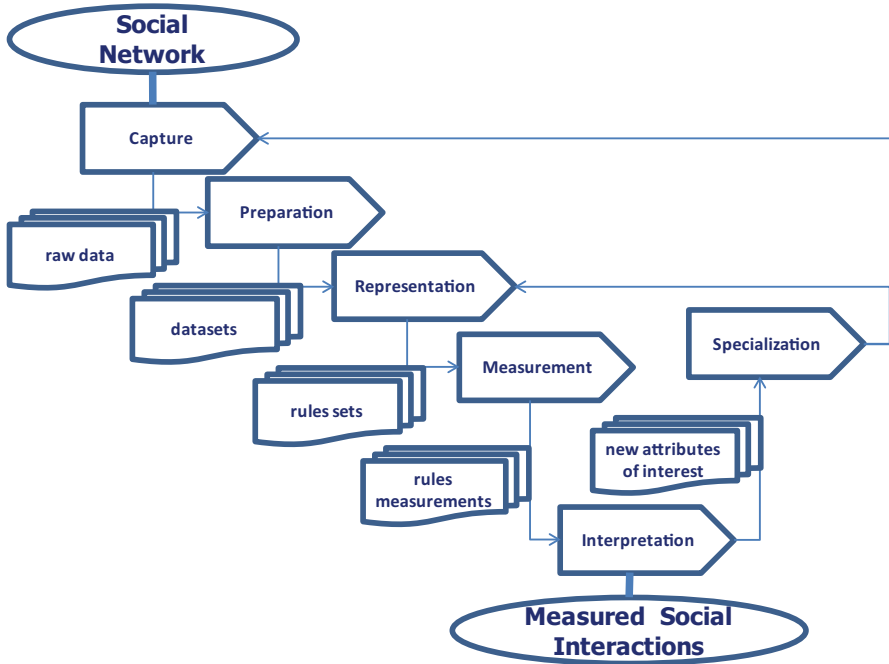 Social
Network
Capture
Preparation
raw data
Representation
datasets
Specialization
Measurement
rules sets
new attributes
of interest
rules
measurements
Interpretation
Measured Social
Interactions